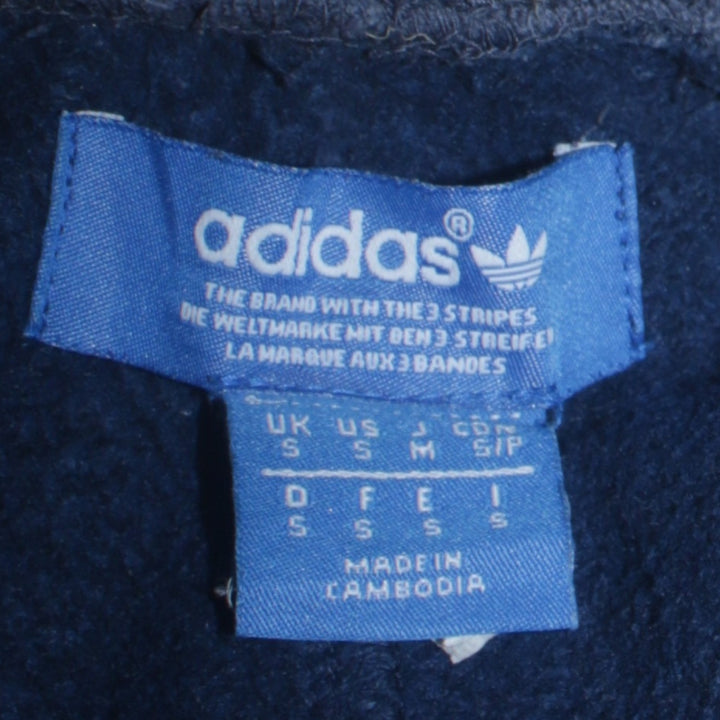 adidas®
THE BRAND WITH THE 3 STRIPES
DIE WELTMARKE MIT DEN 3 STREIFEN
LA MARQUE AUX 3 BANDES
UK US J CDN
S S M S/P
D F E I
S S S S
MADE IN
CAMBODIA